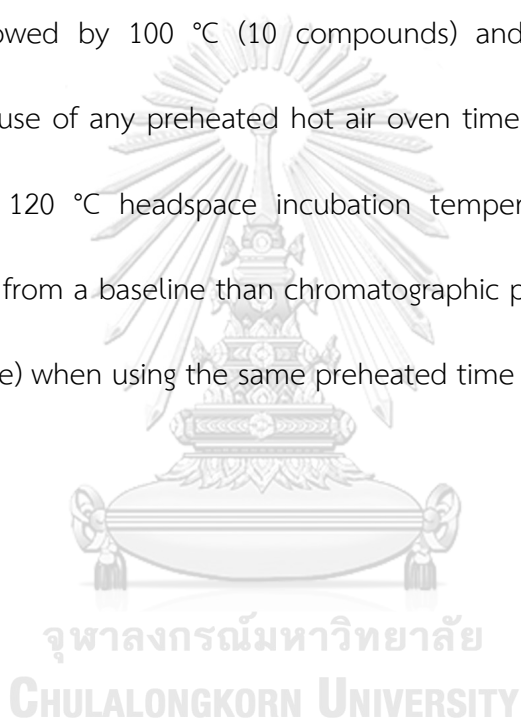 owed by 100 °C (10 compounds) and
use of any preheated hot air oven time
120 °C headspace incubation temper
from a baseline than chromatographic p
e) when using the same preheated time
จุฬาลงกรณ์มหาวิทยาลัย
CHULALONGKORN UNIVERSITY